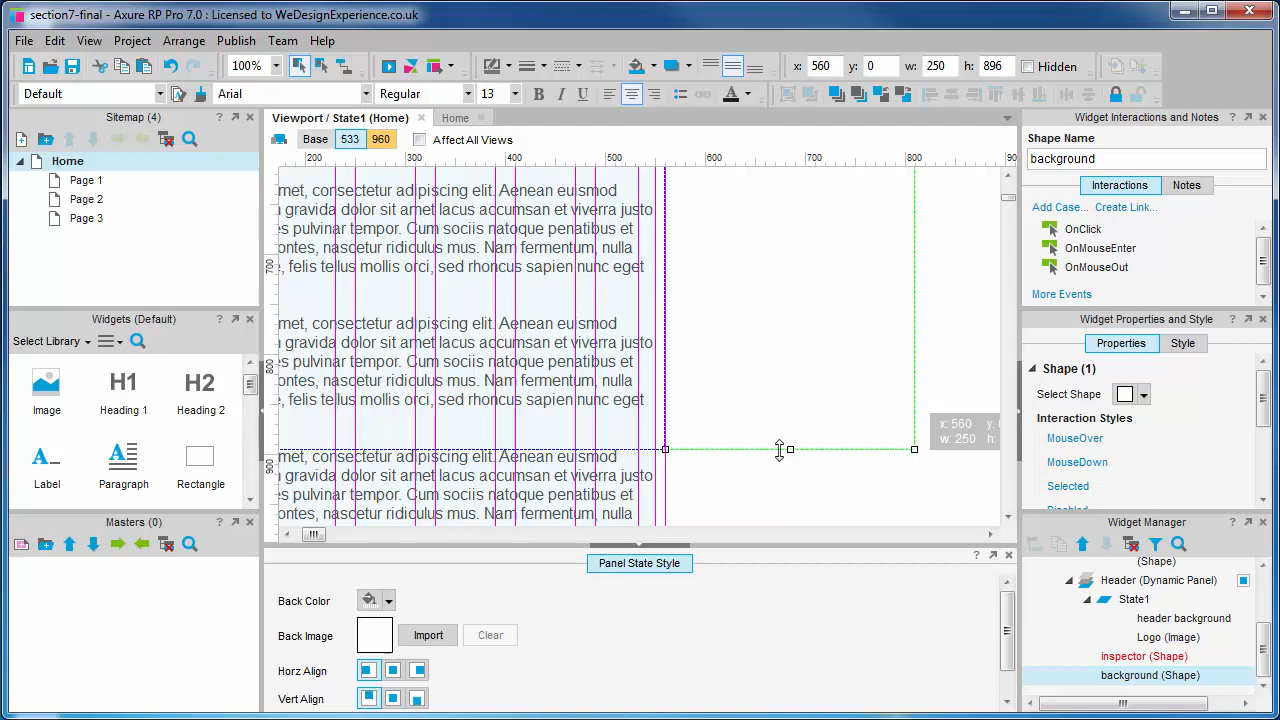 section7-final - Axure RP Pro 7.0 : Licensed to WeDesignExperience.co.uk
File Edit View Project Arrange Publish Team Help
100% x: 560 y: 0 w: 250 h: 896 Hidden
Default Arial Regular 13 B I U A
Sitemap (4) ?
Home
Page 1
Page 2
Page 3
Widgets (Default) ?
Select Library
Image
H1
Heading 1
H2
Heading 2
A_
Label
A
Paragraph
Rectangle
Masters (0) ?
Viewport / State1 (Home) Home
Base 533 960 Affect All Views
200 300 400 500 600 700 800 90
700
800
900
met, consectetur adipiscing elit. Aenean euismod
gravida dolor sit amet lacus accumsan et viverra justo
es pulvinar tempor. Cum sociis natoque penatibus et
ontes, nascetur ridiculus mus. Nam fermentum, nulla
, felis tellus mollis orci, sed rhoncus sapien nunc eget
met, consectetur adipiscing elit. Aenean euismod
gravida dolor sit amet lacus accumsan et viverra justo
es pulvinar tempor. Cum sociis natoque penatibus et
ontes, nascetur ridiculus mus. Nam fermentum, nulla
, felis tellus mollis orci, sed rhoncus sapien nunc eget
met, consectetur adipiscing elit. Aenean euismod
gravida dolor sit amet lacus accumsan et viverra justo
es pulvinar tempor. Cum sociis natoque penatibus et
ontes, nascetur ridiculus mus. Nam fermentum, nulla
x: 560 y:
w: 250 h:
?
Panel State Style
Back Color
Back Image Import Clear
Horz Align
Vert Align
Widget Interactions and Notes
Shape Name
background
Interactions Notes
Add Case... Create Link...
OnClick
OnMouseEnter
OnMouseOut
More Events
Widget Properties and Style ?
Properties Style
Shape (1)
Select Shape
Interaction Styles
MouseOver
MouseDown
Selected
Widget Manager ?
(Shape)
Header (Dynamic Panel)
State1
header background
Logo (Image)
inspector (Shape)
background (Shape)